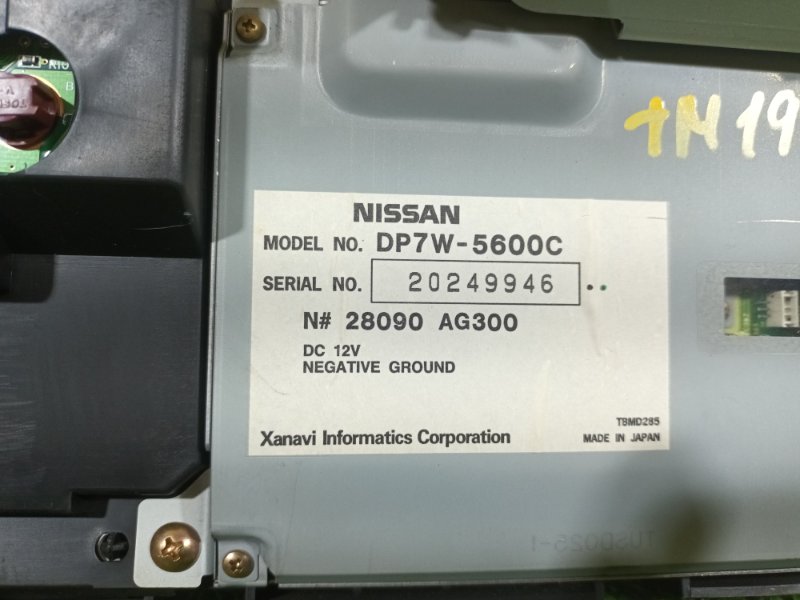 1M19
NISSAN
MODEL NO. DP7W-5600C
SERIAL NO. 20249946
N# 28090 AG300
DC 12V
NEGATIVE GROUND
TBMD285
Xanavi Informatics Corporation
MADE IN JAPAN